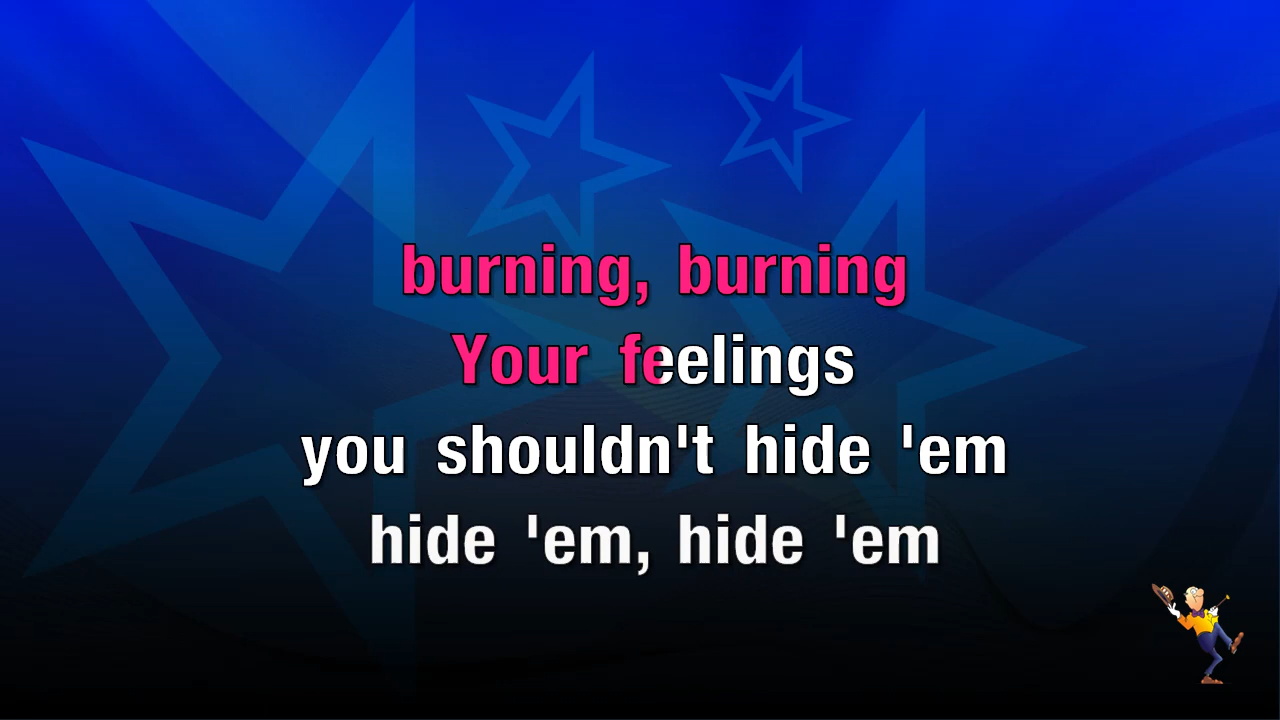 burning, burning
Your feelings
you shouldn't hide 'em
hide 'em, hide 'em